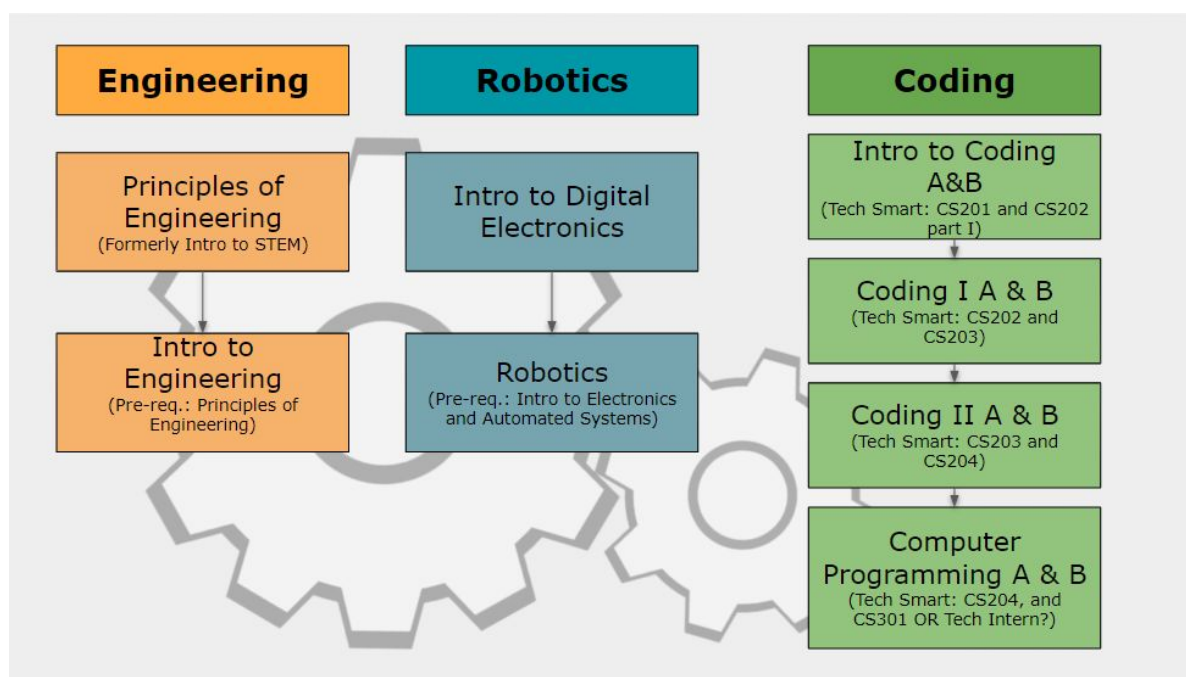 Engineering
Principles of
Engineering
(Formerly Intro to STEM)
Intro to
Engineering
(Pre-req.: Principles of
Engineering)
Robotics
Intro to Digital
Electronics
Robotics
(Pre-req.: Intro to Electronics
and Automated Systems)
Coding
Intro to Coding
A&B
(Tech Smart: CS201 and CS202
part I)
Coding I A & B
(Tech Smart: CS202 and
CS203)
Coding II A & B
(Tech Smart: CS203 and
CS204)
Computer
Programming A & B
(Tech Smart: CS204, and
CS301 OR Tech Intern?)